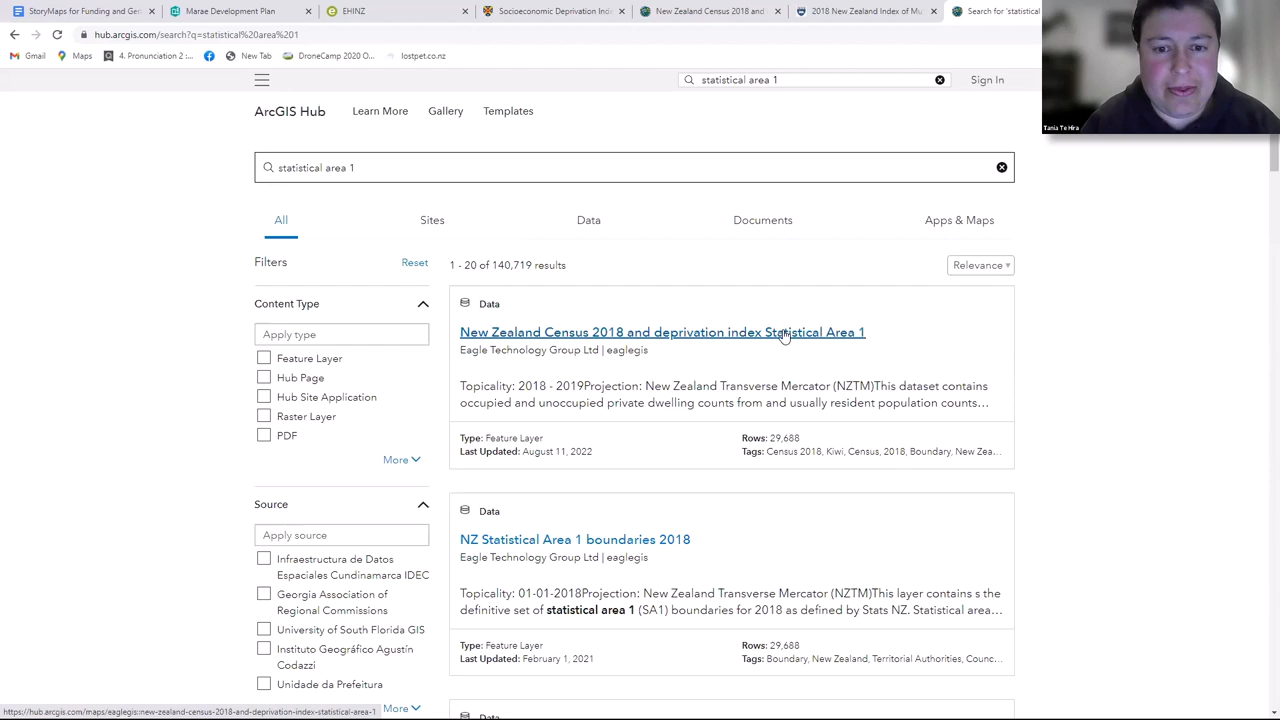 StoryMaps for Funding and Gen
Marae Development Plan
EHINZ
Socioeconomic Deprivation Ind
New Zealand Census 2018 and
2018 New Zealand Index of Mu
Search for 'statistical
hub.arcgis.com/search?q=statistical%20area%201
Gmail
Maps
4. Pronunciation 2 :...
New Tab
DroneCamp 2020 O...
lostpet.co.nz
statistical area 1
Sign In
Tania Te Hira
ArcGIS Hub
Learn More
Gallery
Templates
statistical area 1
All
Sites
Data
Documents
Apps & Maps
Filters
Reset
1 - 20 of 140,719 results
Relevance
Content Type
Apply type
Feature Layer
Hub Page
Hub Site Application
Raster Layer
PDF
More
Source
Apply source
Infraestructura de Datos
Espaciales Cundinamarca IDEC
Georgia Association of
Regional Commissions
University of South Florida GIS
Instituto Geográfico Agustín
Codazzi
Unidade da Prefeitura
More
Data
New Zealand Census 2018 and deprivation index Statistical Area 1
Eagle Technology Group Ltd | eaglegis
Topicality: 2018 - 2019Projection: New Zealand Transverse Mercator (NZTM)This dataset contains
occupied and unoccupied private dwelling counts from and usually resident population counts…
Type: Feature Layer
Rows: 29,688
Last Updated: August 11, 2022
Tags: Census 2018, Kiwi, Census, 2018, Boundary, New Zea…
Data
NZ Statistical Area 1 boundaries 2018
Eagle Technology Group Ltd | eaglegis
Topicality: 01-01-2018Projection: New Zealand Transverse Mercator (NZTM)This layer contains s the
definitive set of statistical area 1 (SA1) boundaries for 2018 as defined by Stats NZ. Statistical area…
Type: Feature Layer
Rows: 29,688
Last Updated: February 1, 2021
Tags: Boundary, New Zealand, Territorial Authorities, Counc…
Data
https://hub.arcgis.com/maps/eaglegis::new-zealand-census-2018-and-deprivation-index-statistical-area-1